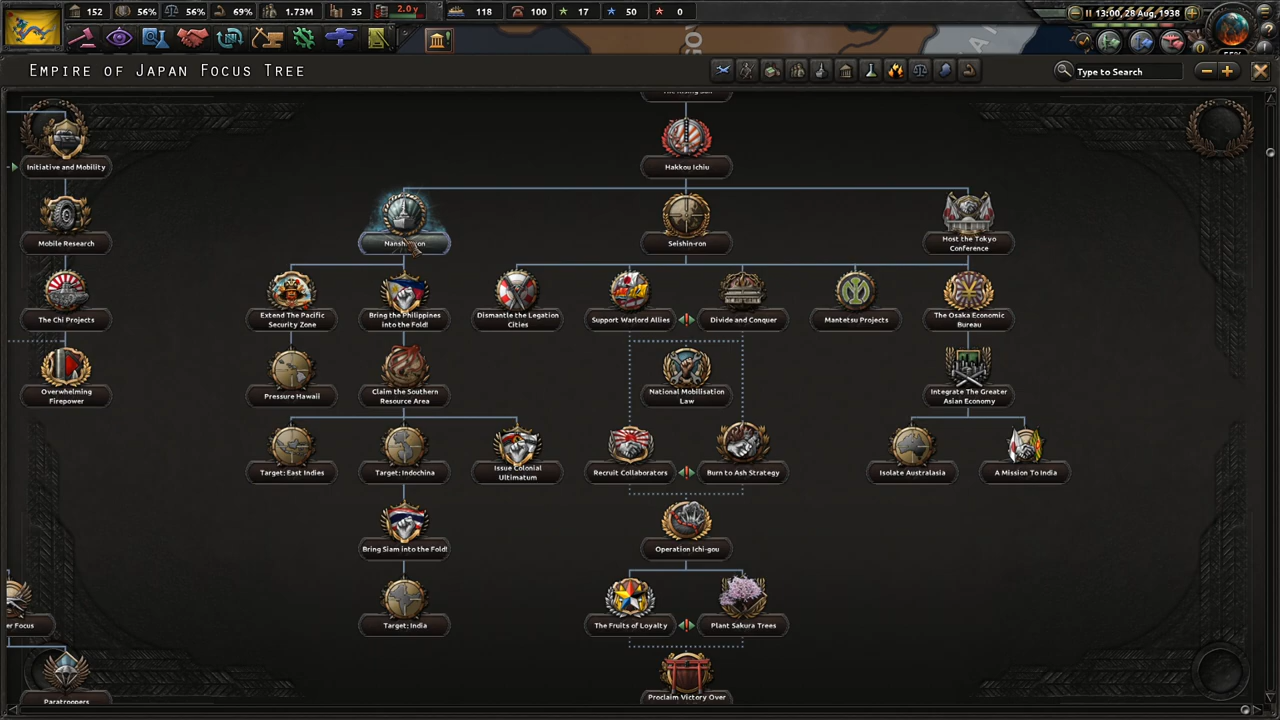 152 56% 56% 69% 1.73M 35 2.0 y 118 100 17 50 0
13:00, 28 Aug, 1938
Empire of Japan Focus Tree
Type to Search
Hakkou Ichiu
Initiative and Mobility
Mobile Research
Seishin-ron
Host the Tokyo
Conference
The Chi Projects
Extend The Pacific
Security Zone
Bring the Philippines
into the Fold!
Dismantle the Legation
Cities
Support Warlord Allies
Divide and Conquer
Mantetsu Projects
The Osaka Economic
Bureau
Overwhelming
Firepower
Pressure Hawaii
Claim the Southern
Resource Area
National Mobilisation
Law
Integrate The Greater
Asian Economy
Target: East Indies
Target: Indochina
Issue Colonial
Ultimatum
Recruit Collaborators
Burn to Ash Strategy
Isolate Australasia
A Mission To India
Bring Siam into the Fold!
Operation Ichi-gou
er Focus
Target: India
The Fruits of Loyalty
Plant Sakura Trees
Paratroopers
Proclaim Victory Over